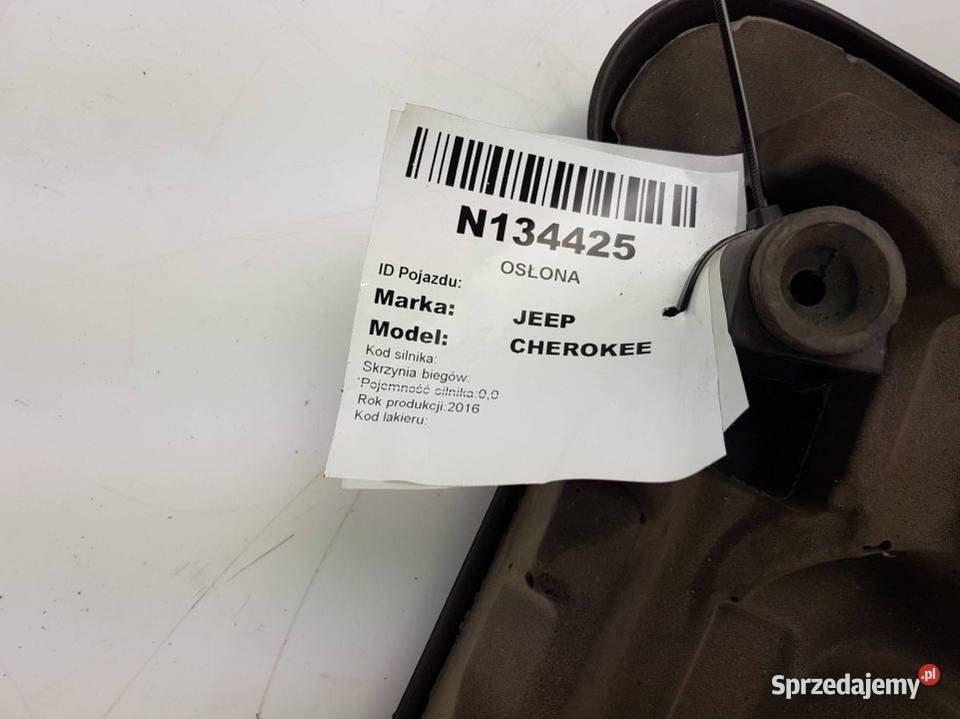 N134425
OSŁONA
ID Pojazdu:
Marka: JEEP
Model: CHEROKEE
Kod silnika:
Skrzynia biegów:
Pojemność silnika:0,0
Rok produkcji:2016
Kod lakieru:
Sprzedajemy.pl